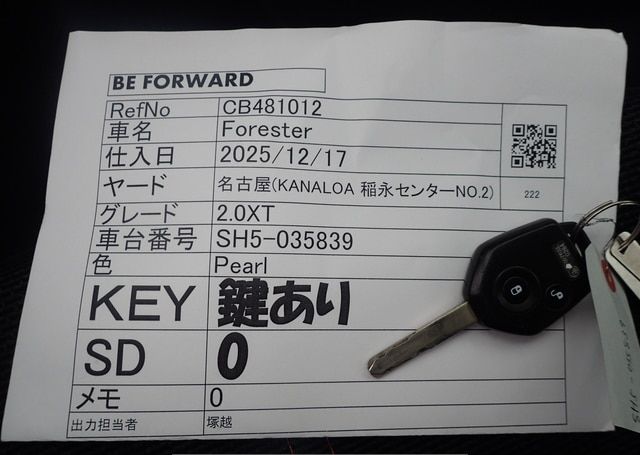 BE FORWARD
RefNo CB481012
車名 Forester
仕入日 2025/12/17
ヤード 名古屋(KANALOA 稲永センターNO.2) 222
グレード 2.0XT
車台番号 SH5-035839
色 Pearl
KEY 鍵あり
SD 0
メモ 0
出力担当者 塚越